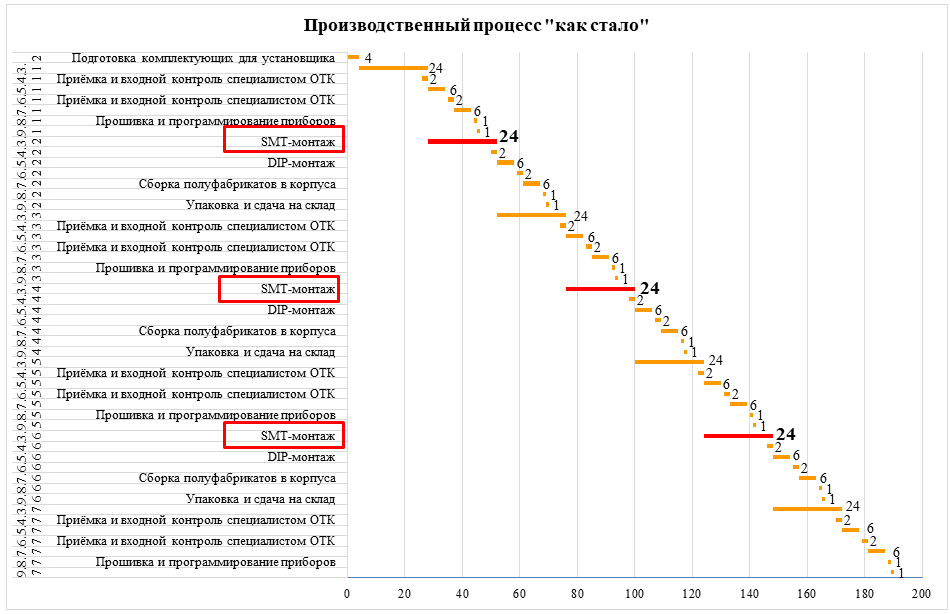 Производственный процесс "как стало"
Подготовка комплектующих для установщика 4
24
Приёмка и входной контроль специалистом ОТК 2
6
Приёмка и входной контроль специалистом ОТК 2
6
Прошивка и программирование приборов 1
1
SMT-монтаж 24
2
DIP-монтаж 6
2
Сборка полуфабрикатов в корпуса 6
1
Упаковка и сдача на склад 1
24
Приёмка и входной контроль специалистом ОТК 2
6
Приёмка и входной контроль специалистом ОТК 2
6
Прошивка и программирование приборов 1
1
SMT-монтаж 24
2
DIP-монтаж 6
2
Сборка полуфабрикатов в корпуса 6
1
Упаковка и сдача на склад 1
24
Приёмка и входной контроль специалистом ОТК 2
6
Приёмка и входной контроль специалистом ОТК 2
6
Прошивка и программирование приборов 1
1
SMT-монтаж 24
2
DIP-монтаж 6
2
Сборка полуфабрикатов в корпуса 6
1
Упаковка и сдача на склад 1
24
Приёмка и входной контроль специалистом ОТК 2
6
Приёмка и входной контроль специалистом ОТК 2
6
Прошивка и программирование приборов 1
1
0 20 40 60 80 100 120 140 160 180 200